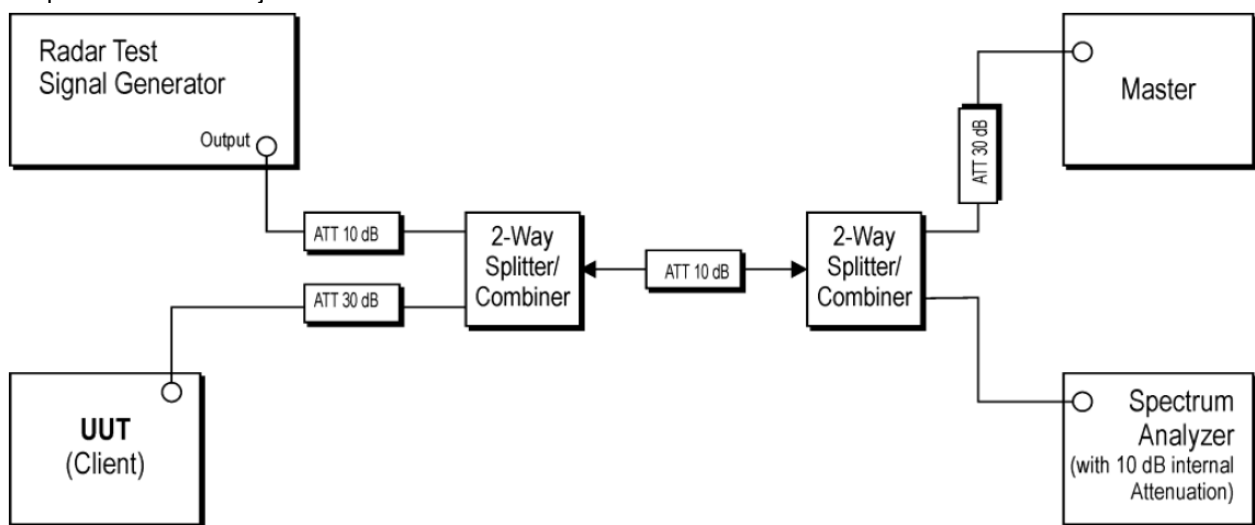 Radar Test
Signal Generator
Output
ATT 10 dB
ATT 30 dB
2-Way
Splitter/
Combiner
ATT 10 dB
2-Way
Splitter/
Combiner
ATT 30 dB
Master
UUT
(Client)
Spectrum
Analyzer
(with 10 dB internal
Attenuation)